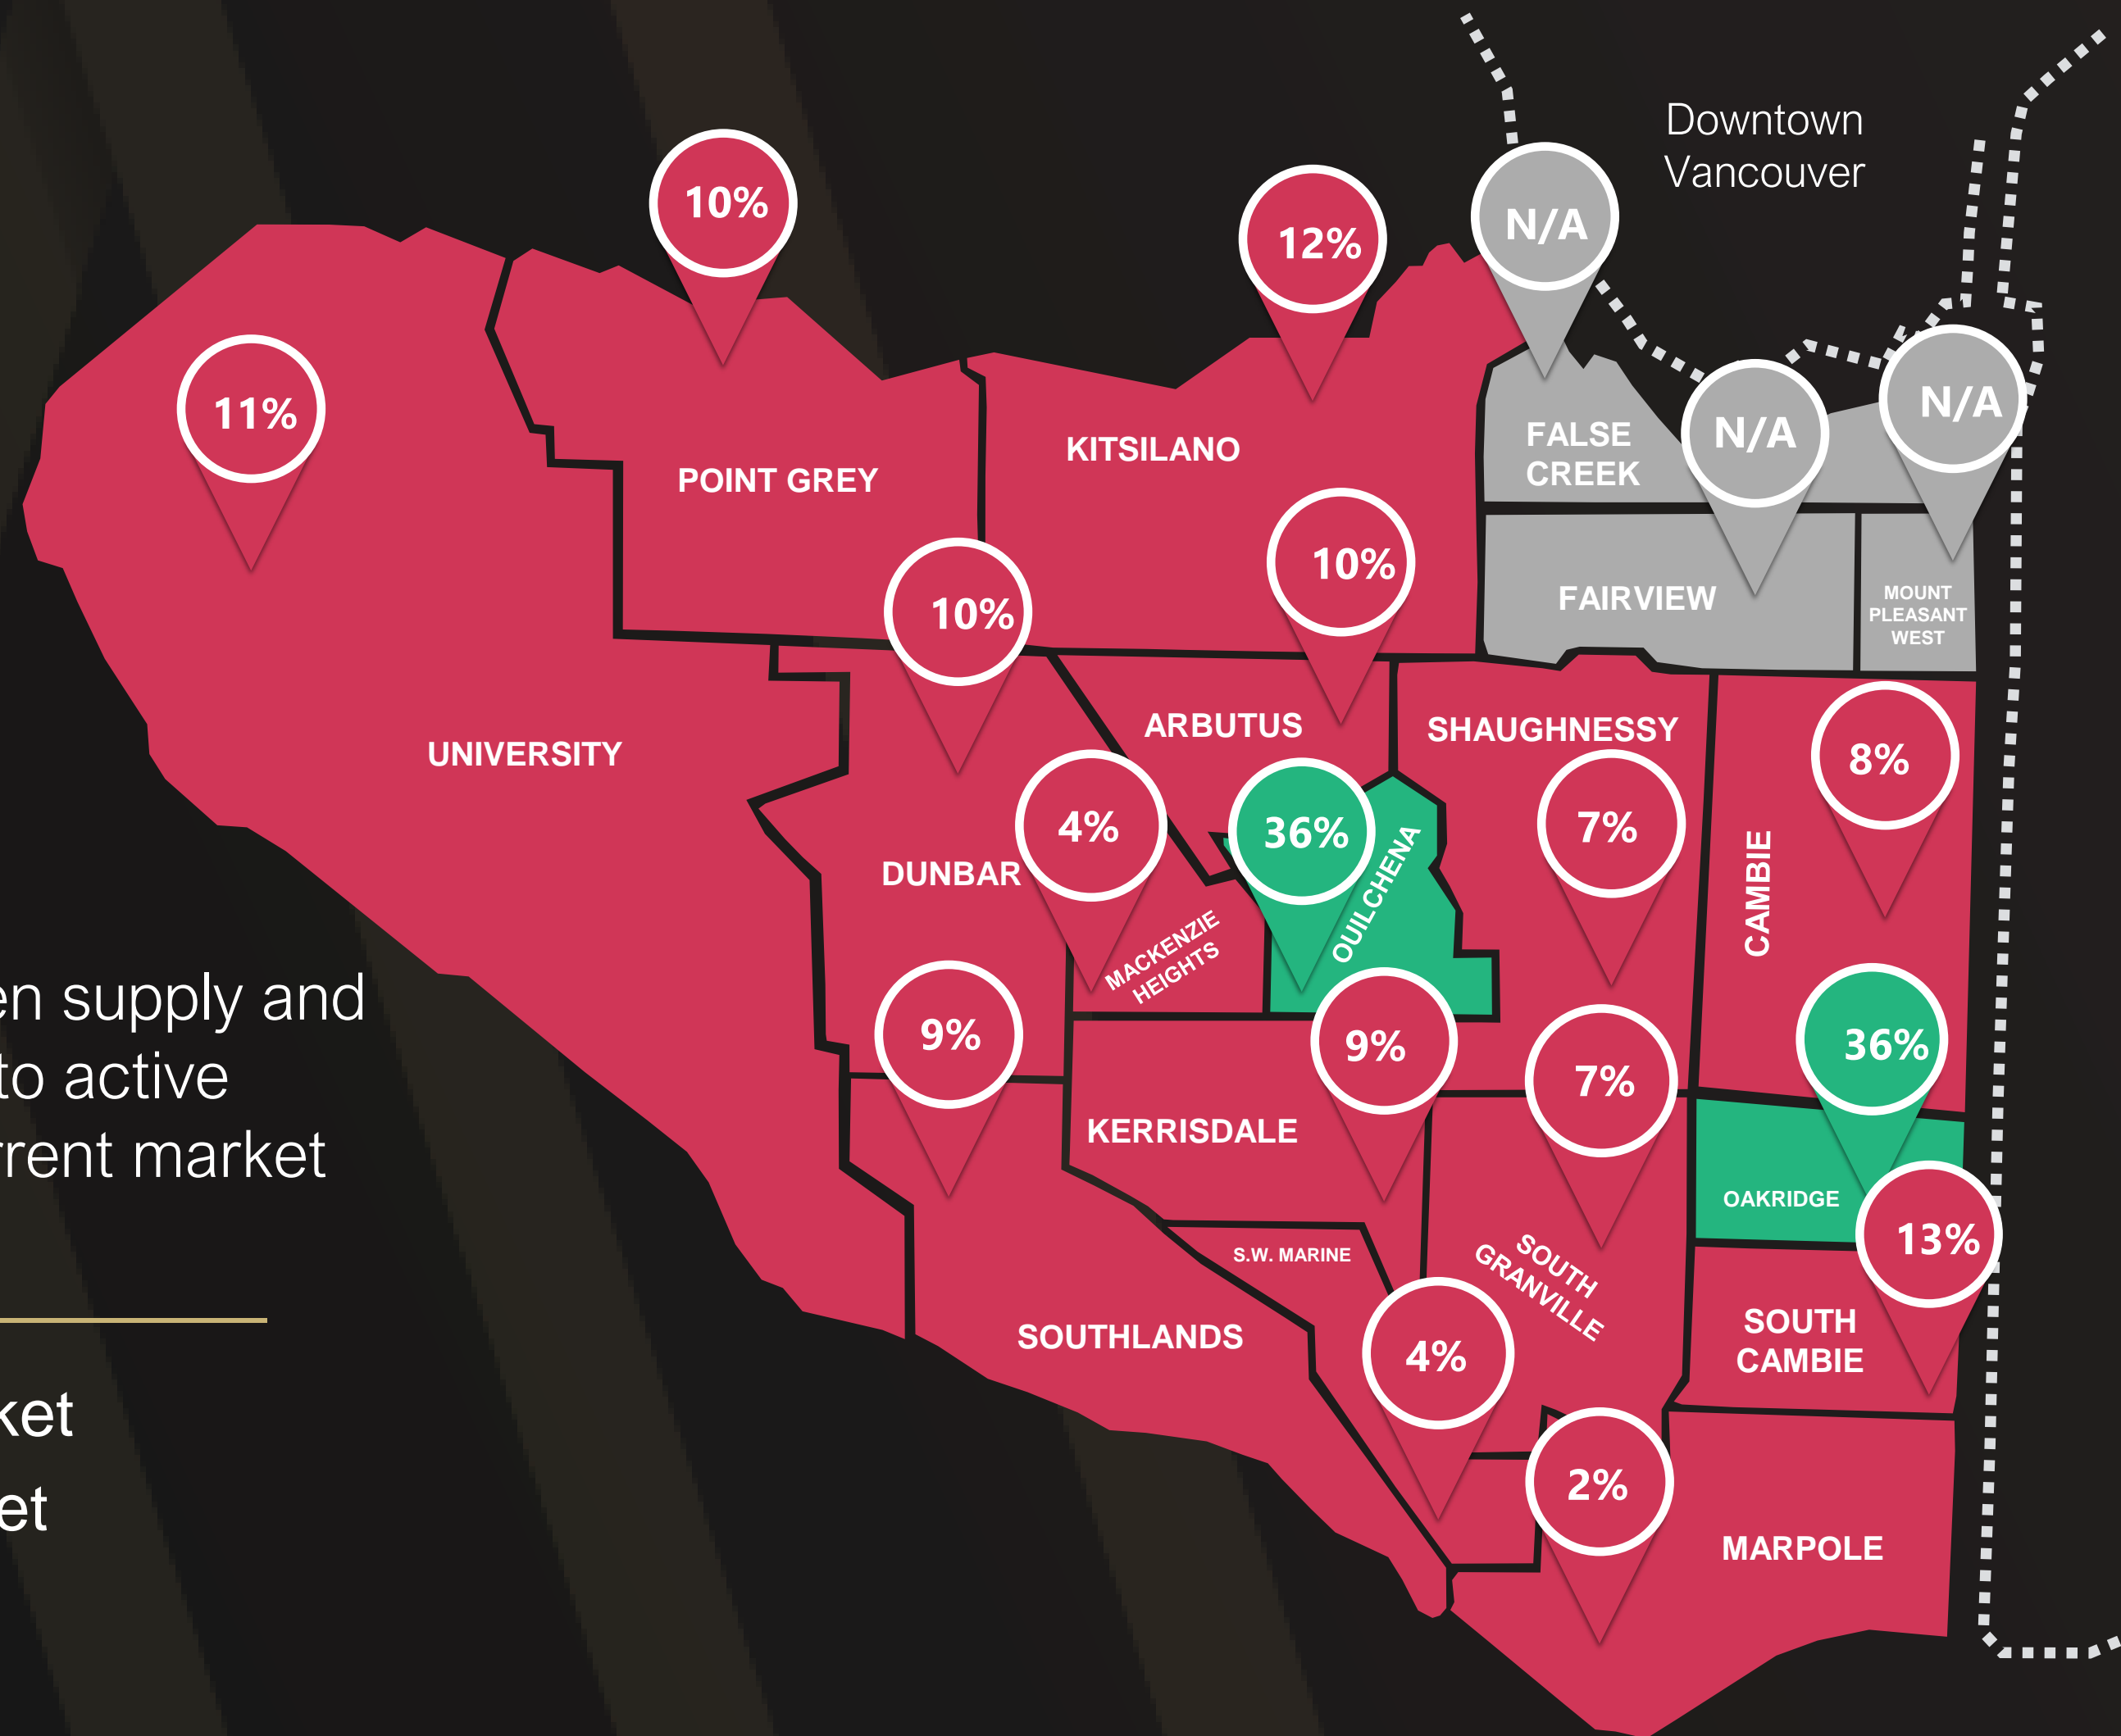 Downtown
Vancouver
10%
12%
N/A
11%
N/A
N/A
KITSILANO
FALSE
CREEK
POINT GREY
10%
10%
FAIRVIEW
MOUNT
PLEASANT
WEST
ARBUTUS
SHAUGHNESSY
UNIVERSITY
8%
4%
36%
7%
DUNBAR
QUILCHENA
CAMBIE
MACKENZIE
HEIGHTS
en supply and
to active
rrent market
9%
9%
7%
36%
KERRISDALE
OAKRIDGE
13%
S.W. MARINE
SOUTH
GRANVILLE
SOUTHLANDS
SOUTH
CAMBIE
4%
ket
et
2%
MARPOLE